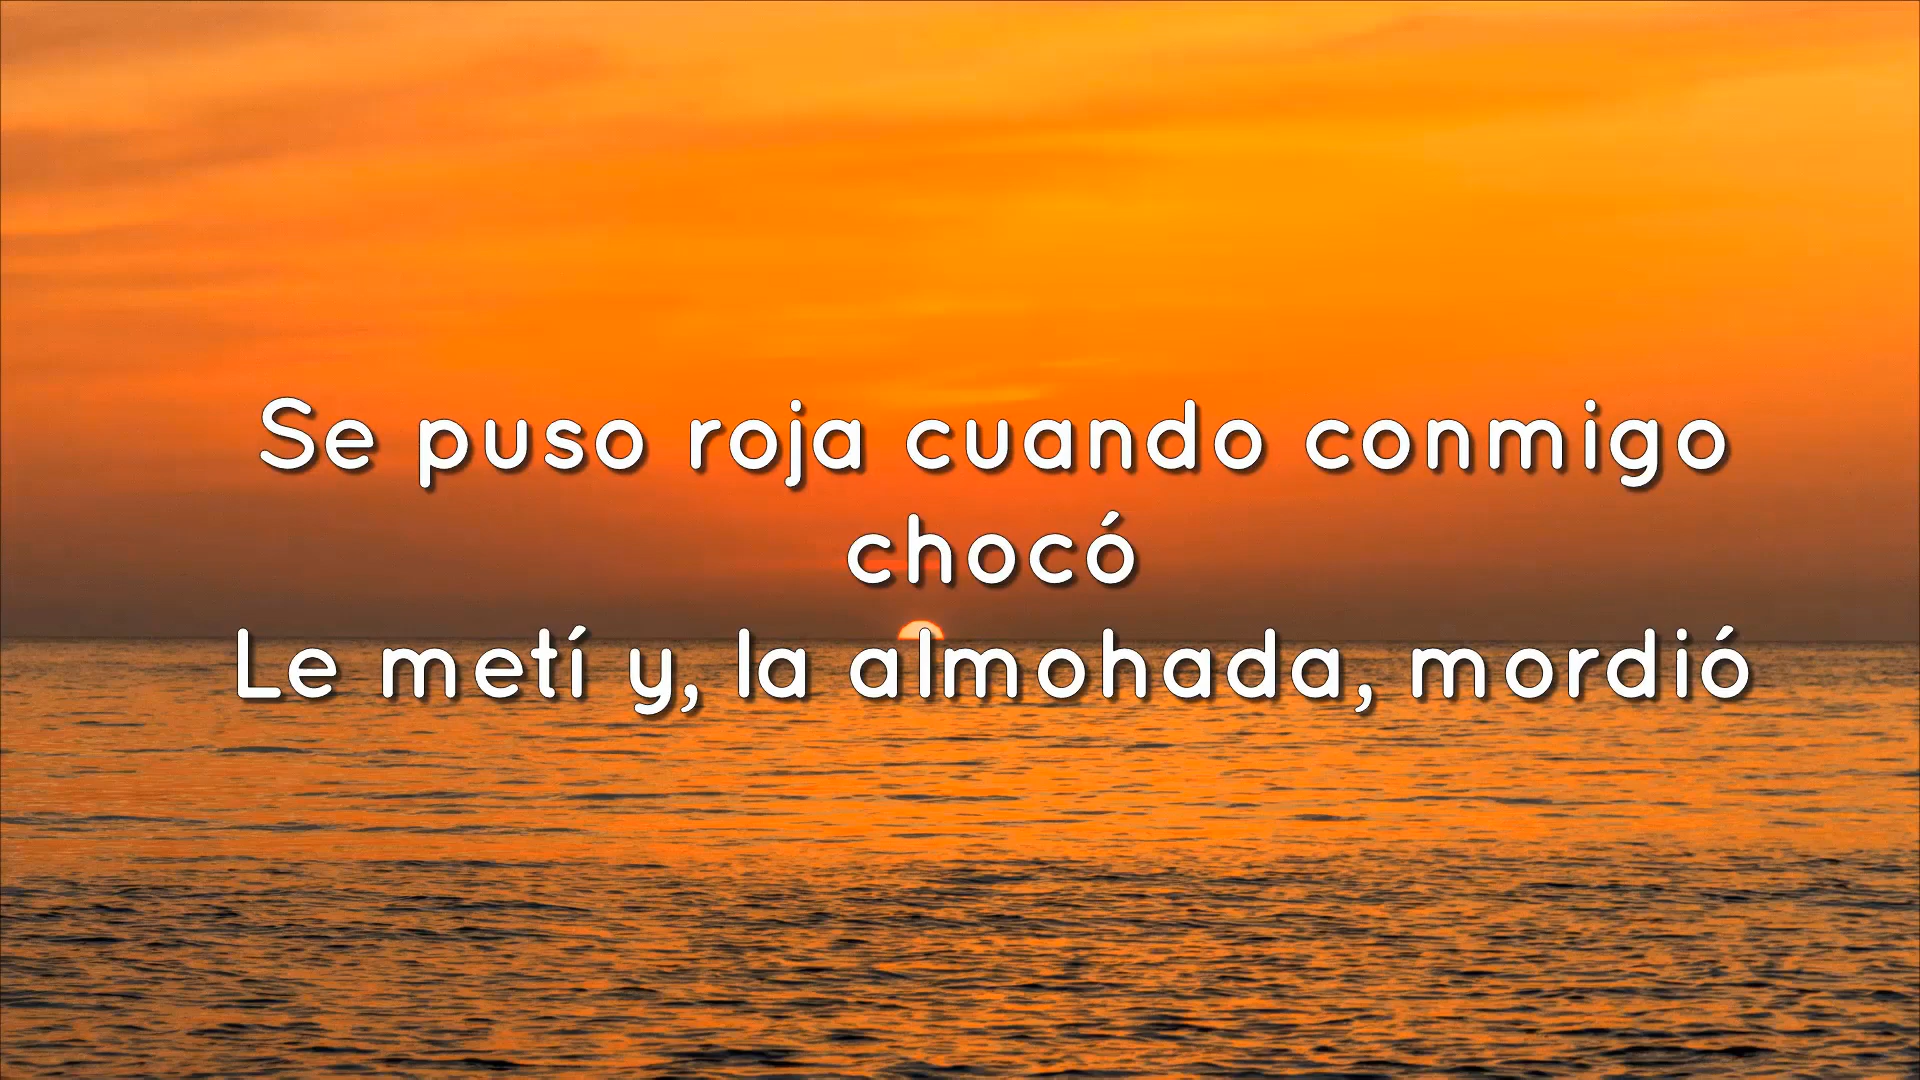 Se puso roja cuando conmigo
chocó
Le metí y, la almohada, mordió